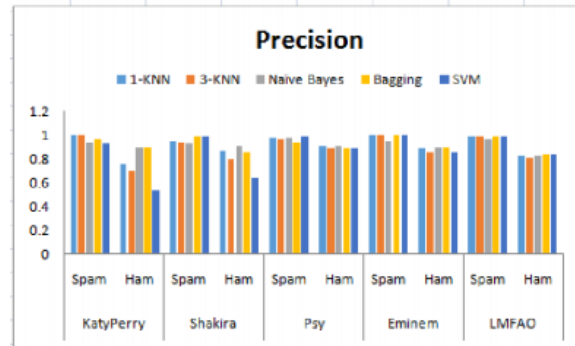 Precision
1-KNN 3-KNN Naive Bayes Bagging SVM
1.2
1
0.8
0.6
0.4
0.2
0
Spam Ham Spam Ham Spam Ham Spam Ham Spam Ham
KatyPerry Shakira Psy Eminem LMFAO